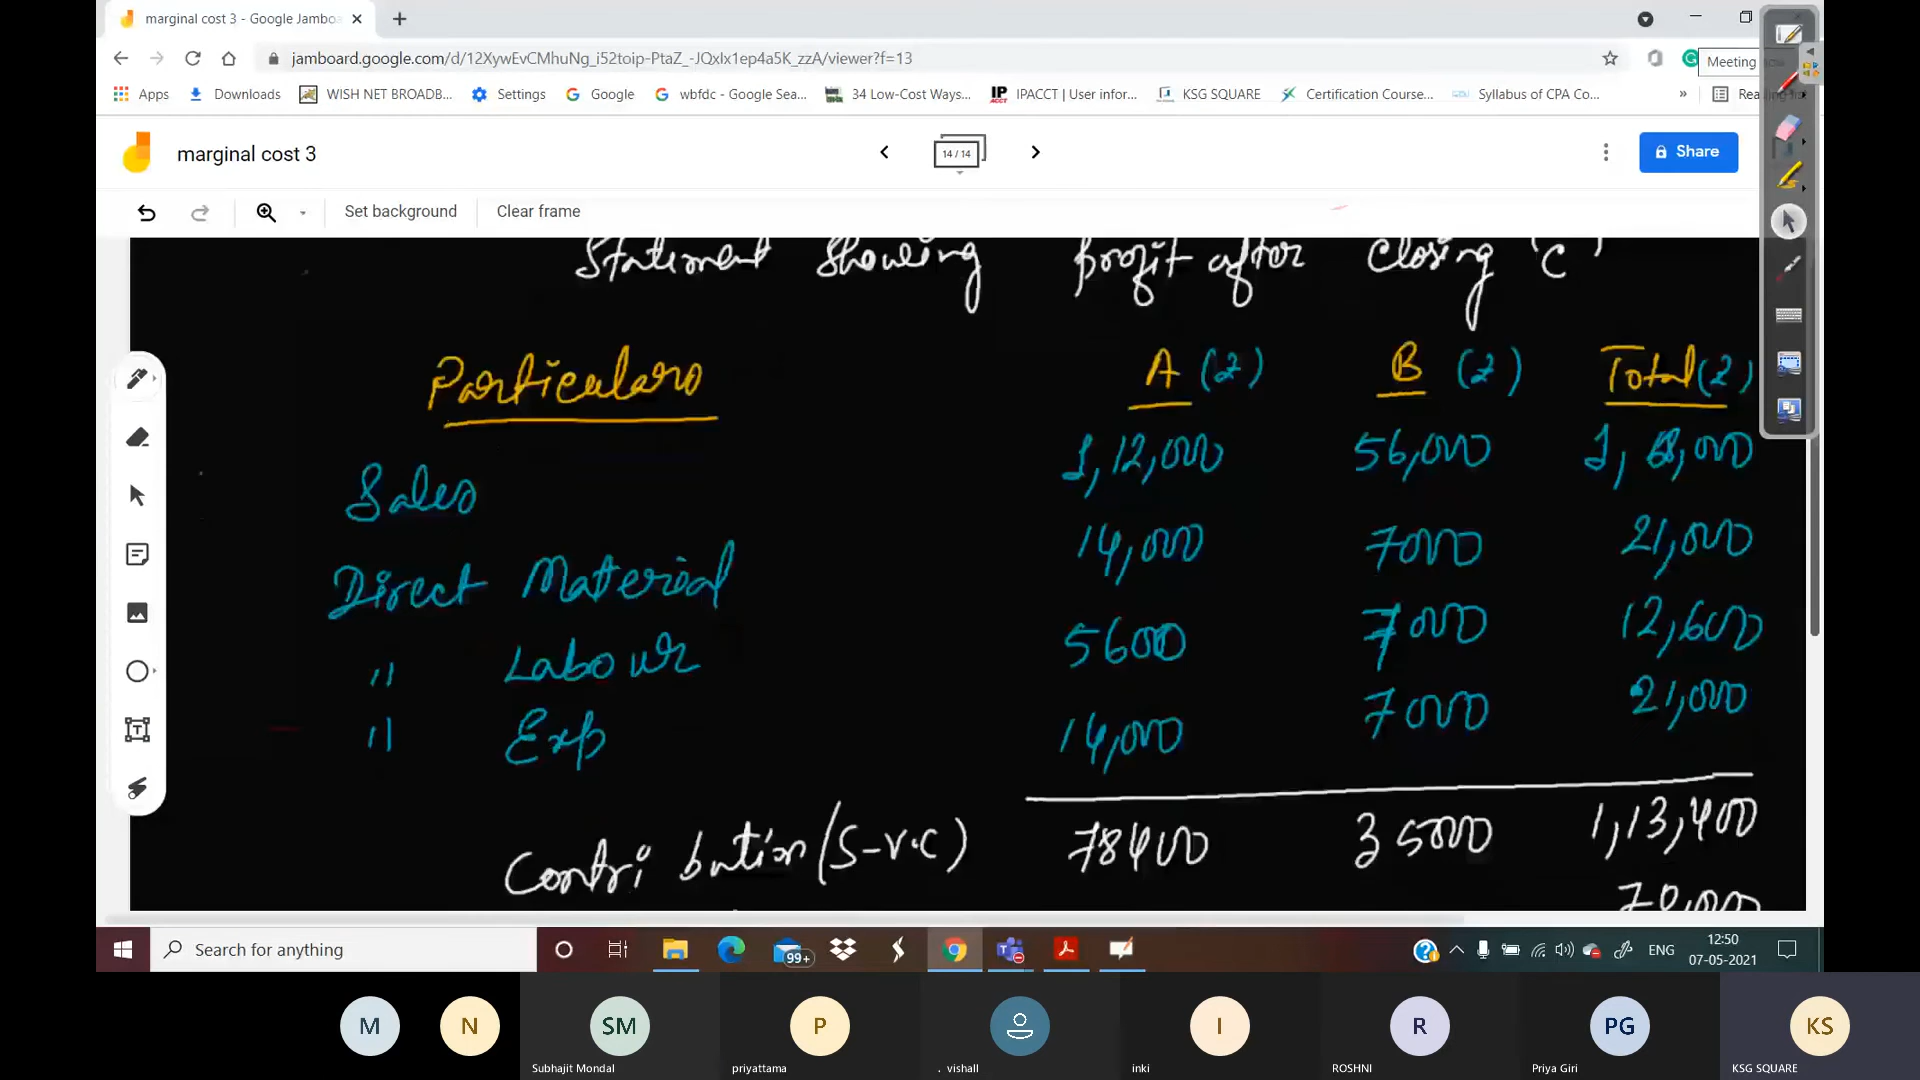 marginal cost 3 - Google Jambo
jamboard.google.com/d/12XywEvCMhuNg_i52toip-PtaZ_-JQxIx1ep4a5K_zzA/viewer?f=13
Meeting
Apps Downloads WISH NET BROADB... Settings Google wbfdc - Google Sea... 34 Low-Cost Ways... IPACCT | User infor... KSG SQUARE Certification Course... Syllabus of CPA Co... »
marginal cost 3
14 / 14
Share
Set background Clear frame
Statement Showing profit after Closing 'C'
Particulars A (₹) B (₹) Total (₹)
Sales 1,12,000 56,000
Direct Material 14,000 7000 21,000
" Labour 5600 7000 12,600
" Exp 14,000 7000 21,000
Contribution (S-V.C) 78400 35000 1,13,400
70,000
Search for anything
99+
ENG
12:50
07-05-2021
M N SM P I R PG KS
Subhajit Mondal priyattama . vishall inki ROSHNI Priya Giri KSG SQUARE